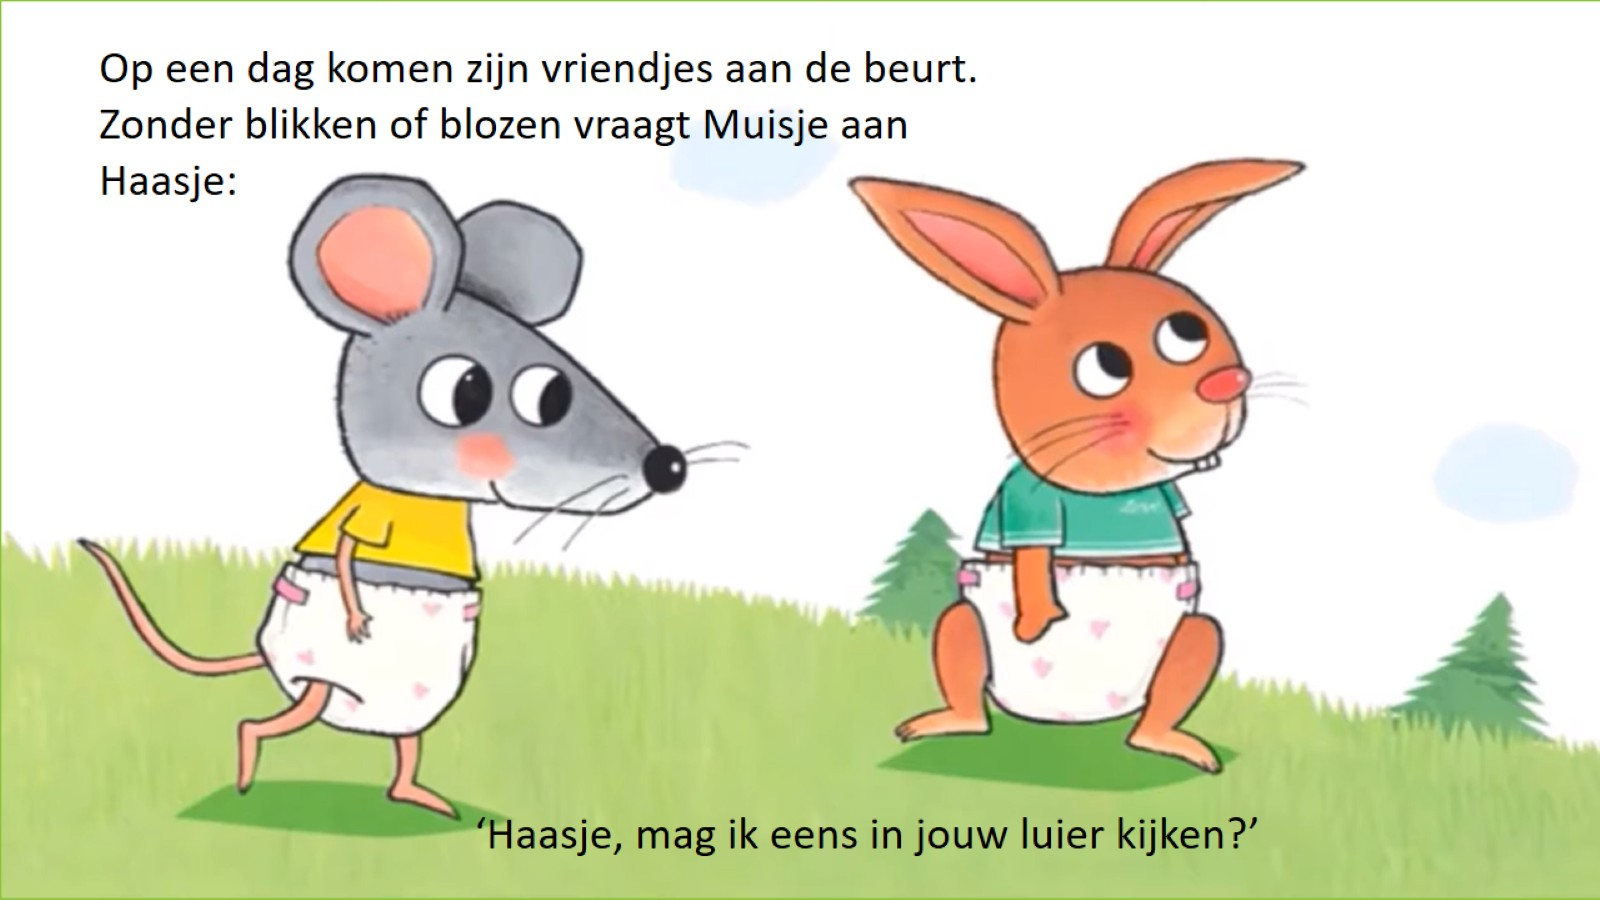 Op een dag komen zijn vriendjes aan de beurt.
Zonder blikken of blozen vraagt Muisje aan
Haasje:
‘Haasje, mag ik eens in jouw luier kijken?’